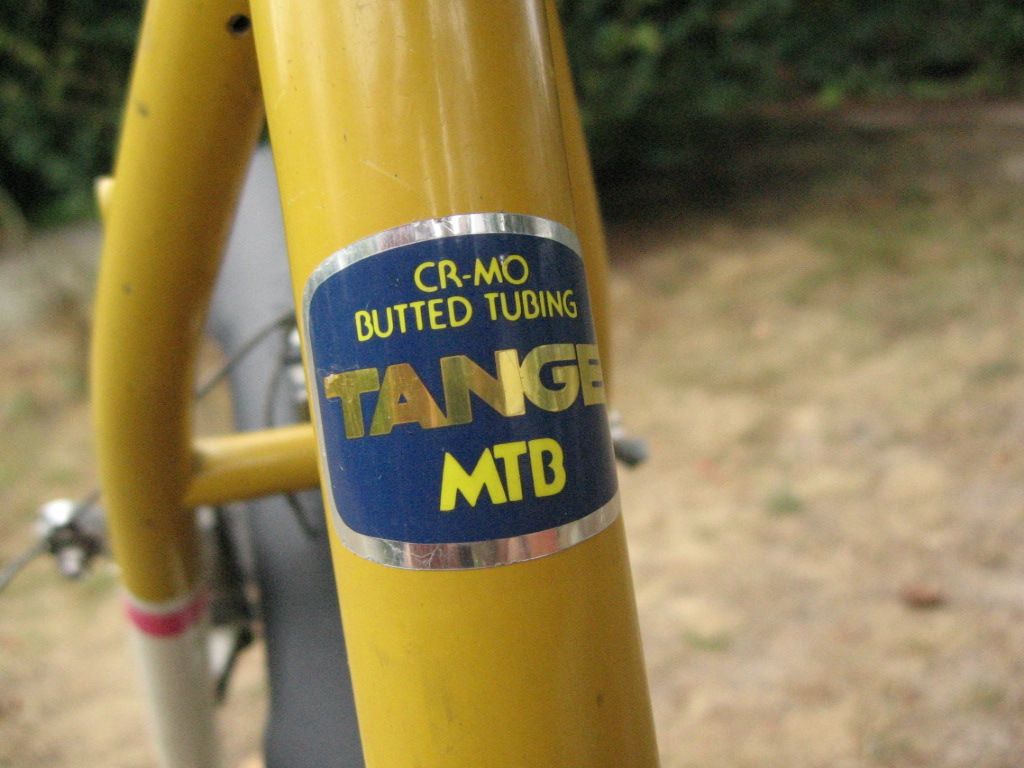 CR-MO
BUTTED TUBING
TANGE
MTB